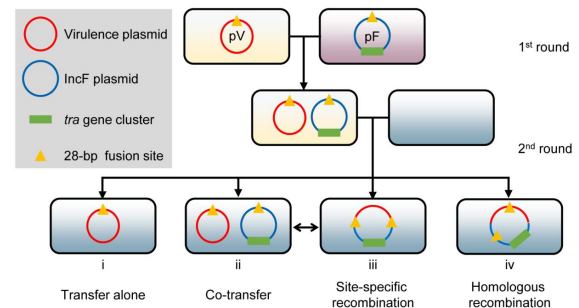 Virulence plasmid
IncF plasmid
tra gene cluster
28-bp fusion site
pV
pF
1st round
2nd round
i
ii
iii
iv
Transfer alone
Co-transfer
Site-specific
recombination
Homologous
recombination